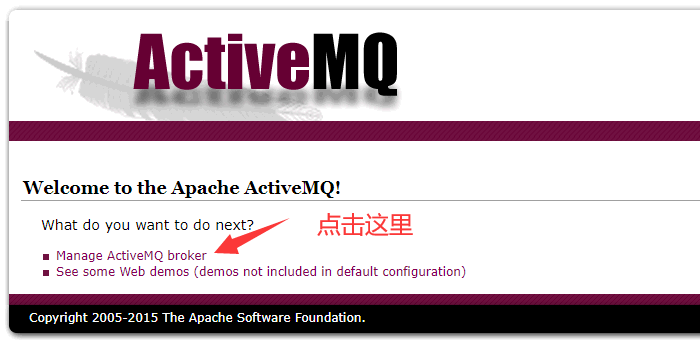 ActiveMQ
Welcome to the Apache ActiveMQ!
What do you want to do next?
点击这里
Manage ActiveMQ broker
See some Web demos (demos not included in default configuration)
Copyright 2005-2015 The Apache Software Foundation.